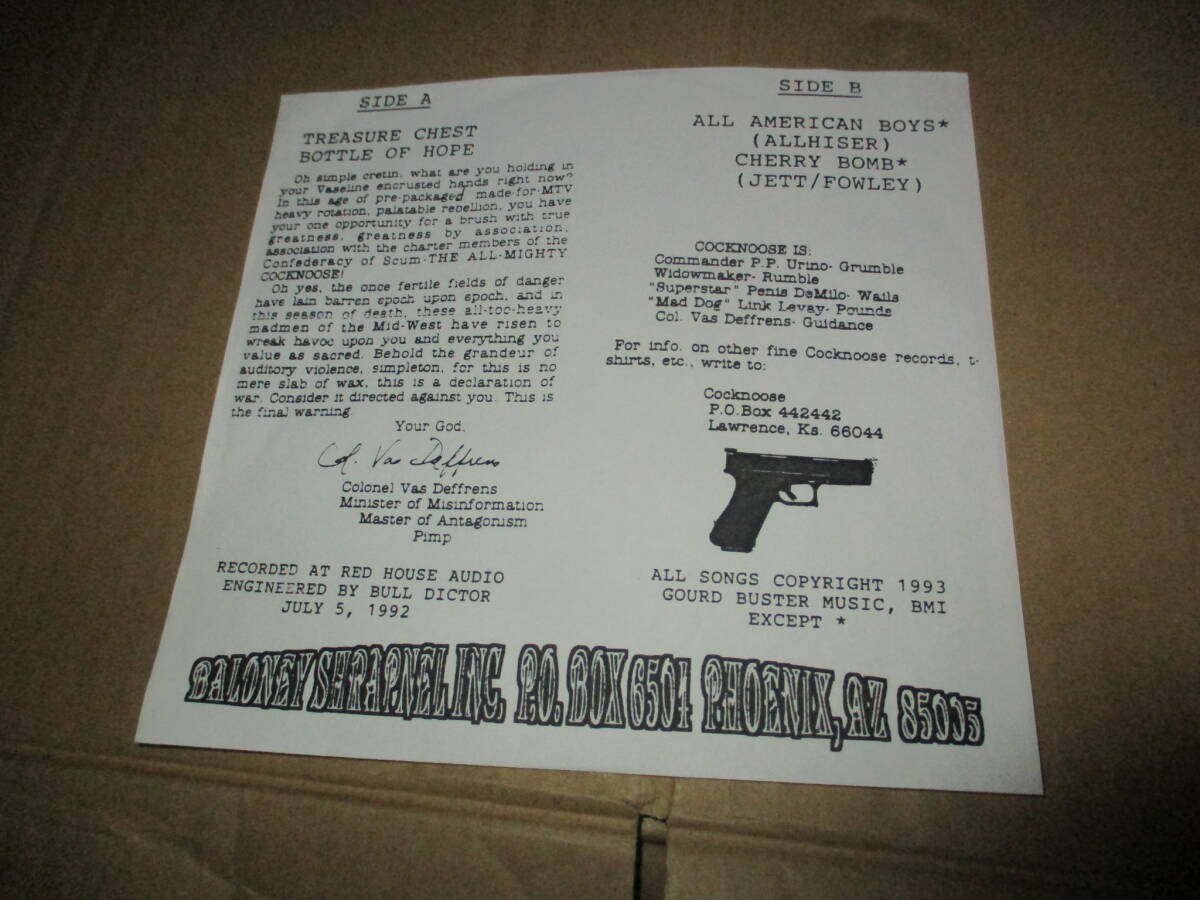 SIDE A
TREASURE CHEST
BOTTLE OF HOPE
Oh simple cretin, what are you holding in
your Vaseline encrusted hands right now?
In this age of pre-packaged made-for-MTV
heavy rotation, palatable rebellion, you have
your one opportunity for a brush with true
greatness, greatness by association,
association with the charter members of the
Confederacy of Scum-THE ALL-MIGHTY
COCKNOOSE!
Oh yes, the once fertile fields of danger
have lain barren epoch upon epoch, and in
this season of death, these all-too-heavy
madmen of the Mid-West have risen to
wreak havoc upon you and everything you
value as sacred. Behold the grandeur of
auditory violence, simpleton, for this is no
mere slab of wax, this is a declaration of
war. Consider it directed against you. This is
the final warning.
Your God,
Col. Vas Deffrens
Colonel Vas Deffrens
Minister of Misinformation
Master of Antagonism
Pimp
RECORDED AT RED HOUSE AUDIO
ENGINEERED BY BULL DICTOR
JULY 5, 1992
SIDE B
ALL AMERICAN BOYS*
(ALLHISER)
CHERRY BOMB*
(JETT/FOWLEY)
COCKNOOSE IS:
Commander P.P. Urino- Grumble
Widowmaker- Rumble
"Superstar" Penis DeMilo- Wails
"Mad Dog" Link Levay- Pounds
Col. Vas Deffrens- Guidance
For info. on other fine Cocknoose records, t-
shirts, etc., write to:
Cocknoose
P.O.Box 442442
Lawrence, Ks. 66044
ALL SONGS COPYRIGHT 1993
GOURD BUSTER MUSIC, BMI
EXCEPT *
BALONEY SHRAPNEL INC. P.O. BOX 6504 PHOENIX, AZ 85005